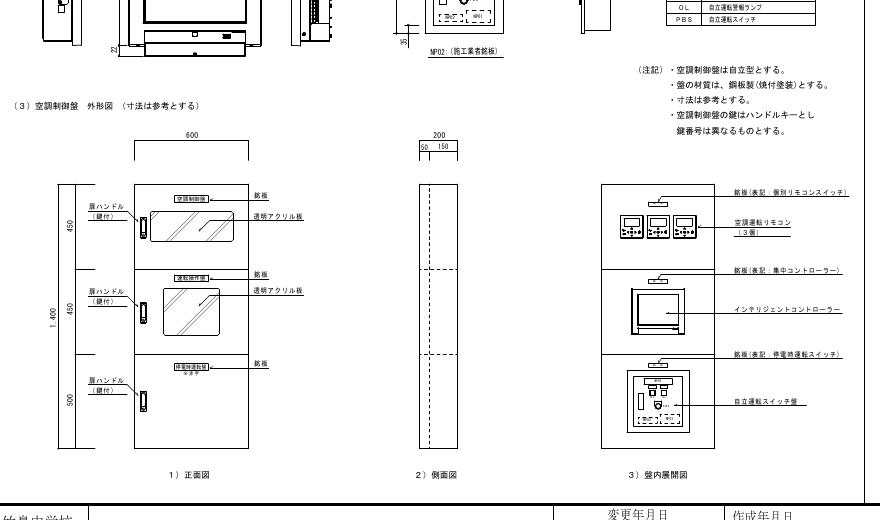 OL 自立運転警報ランプ
PBS 自立運転スイッチ
22
35
NP02 NP01
NP02:(施工業者銘板)
(注記)・空調制御盤は自立型とする。
・盤の材質は、鋼板製(焼付塗装)とする。
・寸法は参考とする。
・空調制御盤の鍵はハンドルキーとし
鍵番号は異なるものとする。
(3)空調制御盤 外形図 (寸法は参考とする)
600
200
50 150
扉ハンドル
(鍵付)
空調制御盤
銘板
透明アクリル板
450
扉ハンドル
(鍵付)
運転操作盤
銘板
透明アクリル板
450
1,400
扉ハンドル
(鍵付)
停電時運転盤
銘板
500
銘板(表記:個別リモコンスイッチ)
空調運転リモコン
(3個)
銘板(表記:集中コントローラー)
インテリジェントコントローラー
銘板(表記:停電時運転スイッチ)
自立運転スイッチ盤
1)正面図
2)側面図
3)盤内展開図
変更年月日
作成年月日